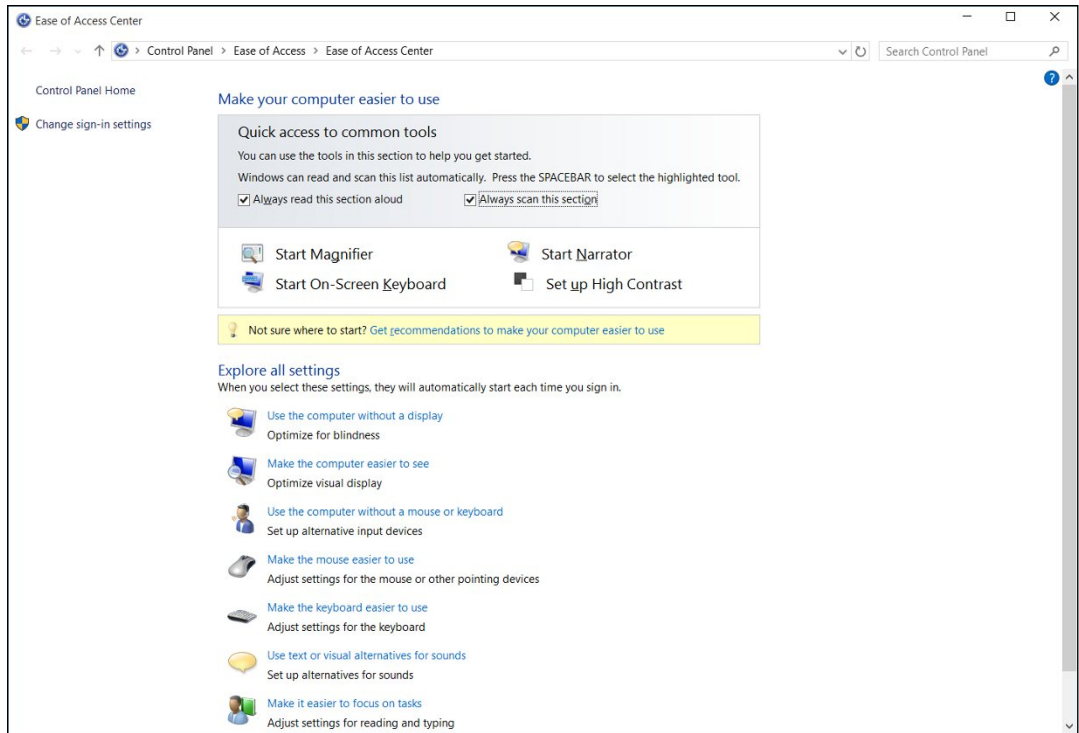 Ease of Access Center
Control Panel > Ease of Access > Ease of Access Center
Search Control Panel
Control Panel Home
Change sign-in settings
?
Make your computer easier to use
Quick access to common tools
You can use the tools in this section to help you get started.
Windows can read and scan this list automatically. Press the SPACEBAR to select the highlighted tool.
Always read this section aloud
Always scan this section
Start Magnifier
Start Narrator
Start On-Screen Keyboard
Set up High Contrast
Not sure where to start? Get recommendations to make your computer easier to use
Explore all settings
When you select these settings, they will automatically start each time you sign in.
Use the computer without a display
Optimize for blindness
Make the computer easier to see
Optimize visual display
Use the computer without a mouse or keyboard
Set up alternative input devices
Make the mouse easier to use
Adjust settings for the mouse or other pointing devices
Make the keyboard easier to use
Adjust settings for the keyboard
Use text or visual alternatives for sounds
Set up alternatives for sounds
Make it easier to focus on tasks
Adjust settings for reading and typing